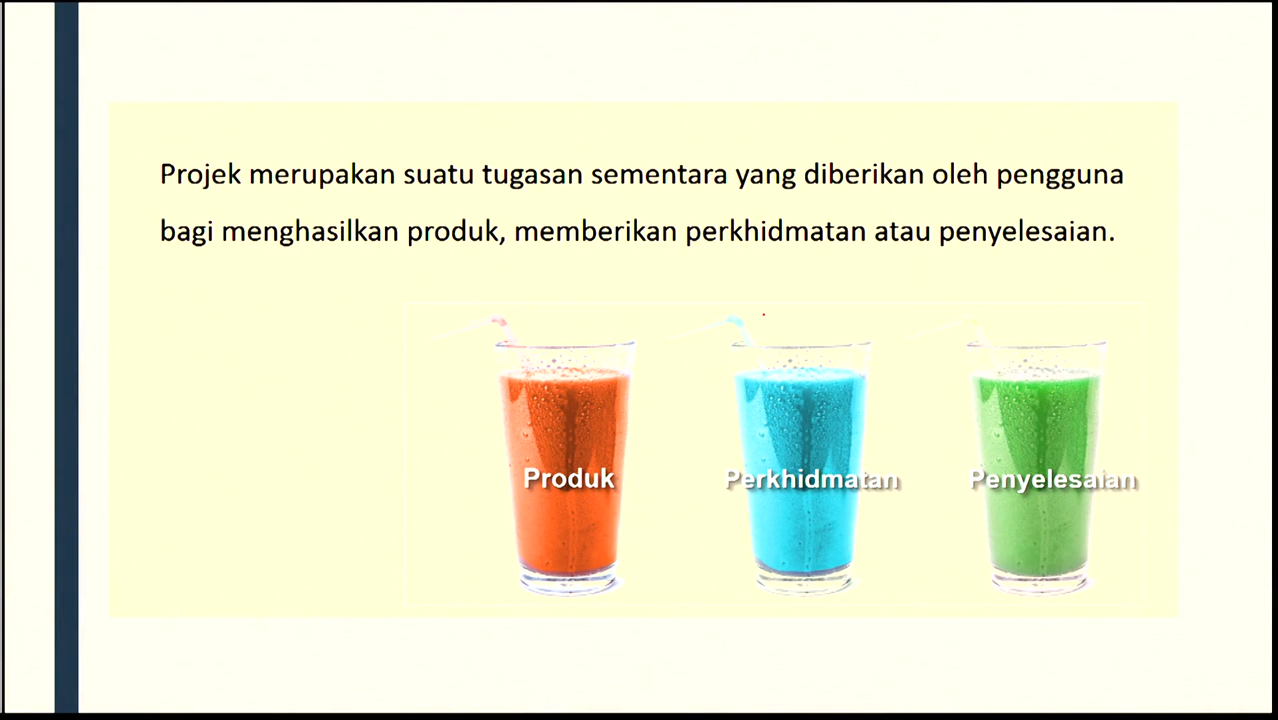 Projek merupakan suatu tugasan sementara yang diberikan oleh pengguna
bagi menghasilkan produk, memberikan perkhidmatan atau penyelesaian.
Produk
Perkhidmatan
Penyelesaian